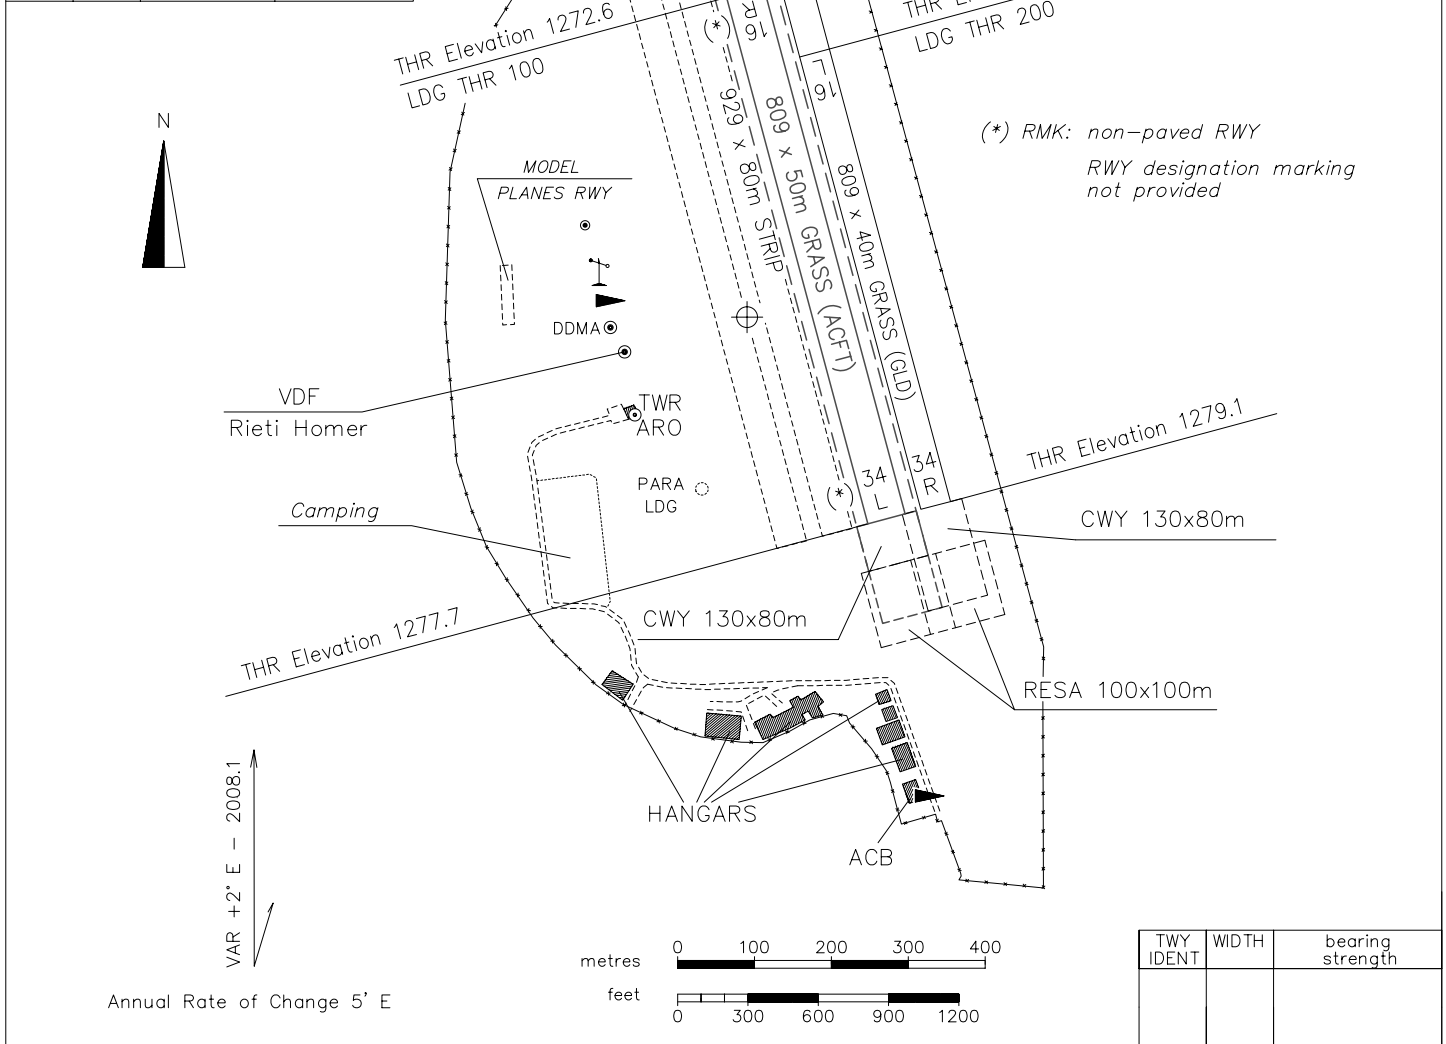 THR Elevation 1272.6
LDG THR 100
LDG THR 200
16
R
(*)
16
L
929 x 80m STRIP
809 x 50m GRASS (ACFT)
809 x 40m GRASS (GLD)
(*) RMK: non-paved RWY
RWY designation marking
not provided
N
MODEL
PLANES RWY
DDMA
VDF
Rieti Homer
TWR
ARO
PARA
LDG
Camping
34
L
34
R
(*)
THR Elevation 1279.1
CWY 130x80m
CWY 130x80m
THR Elevation 1277.7
RESA 100x100m
HANGARS
ACB
VAR +2° E - 2008.1
Annual Rate of Change 5' E
metres
0 100 200 300 400
feet
0 300 600 900 1200
TWY
IDENT
WIDTH
bearing
strength